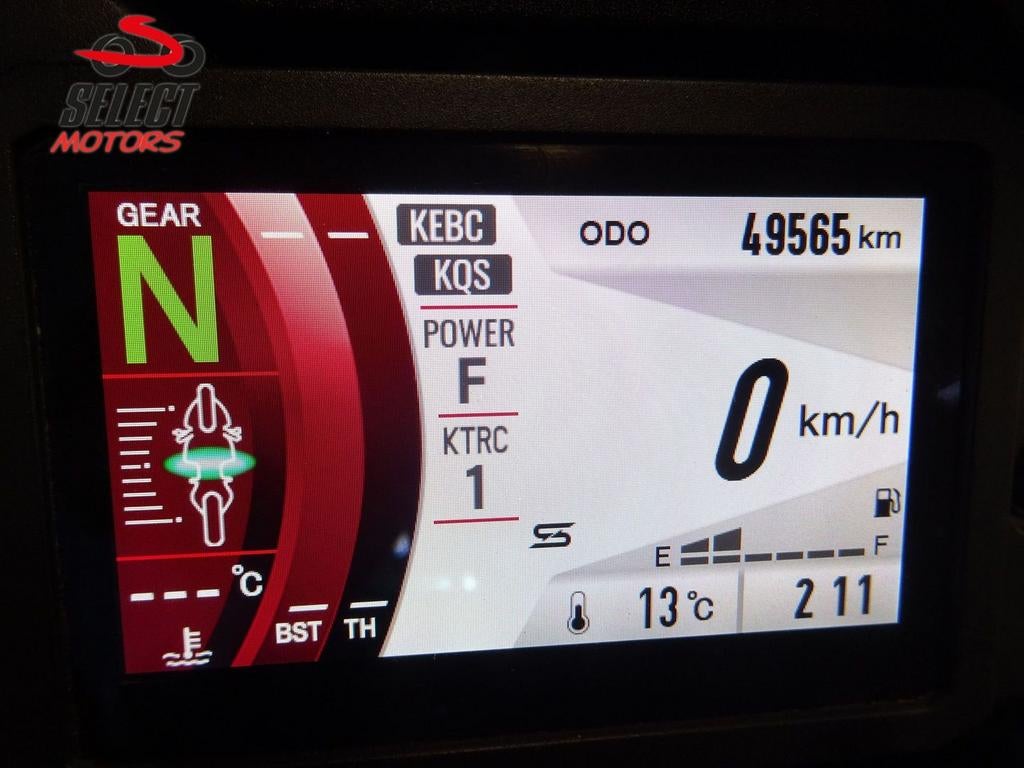 SELECT
MOTORS
GEAR
N
--- °C
BST TH
KEBC
KQS
POWER
F
KTRC
1
ODO 49565 km
0 km/h
E F
13 °C 2 11